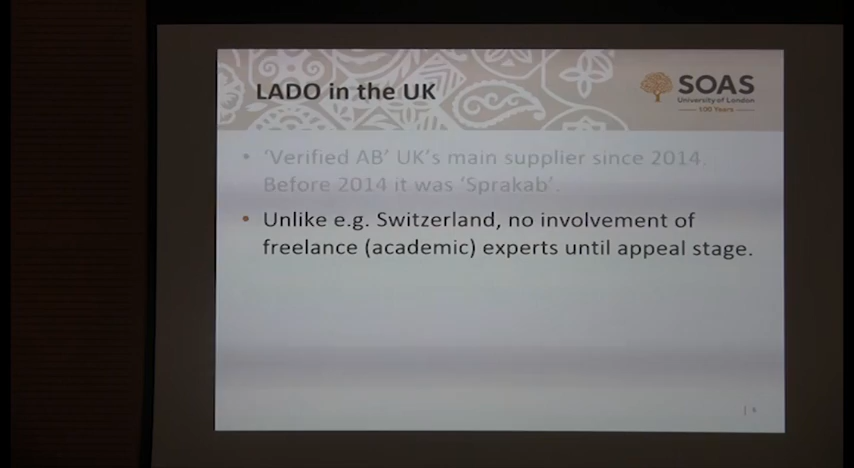 LADO in the UK
SOAS
University of London
100 Years
• ‘Verified AB’ UK’s main supplier since 2014.
Before 2014 it was ‘Sprakab’.
• Unlike e.g. Switzerland, no involvement of
freelance (academic) experts until appeal stage.